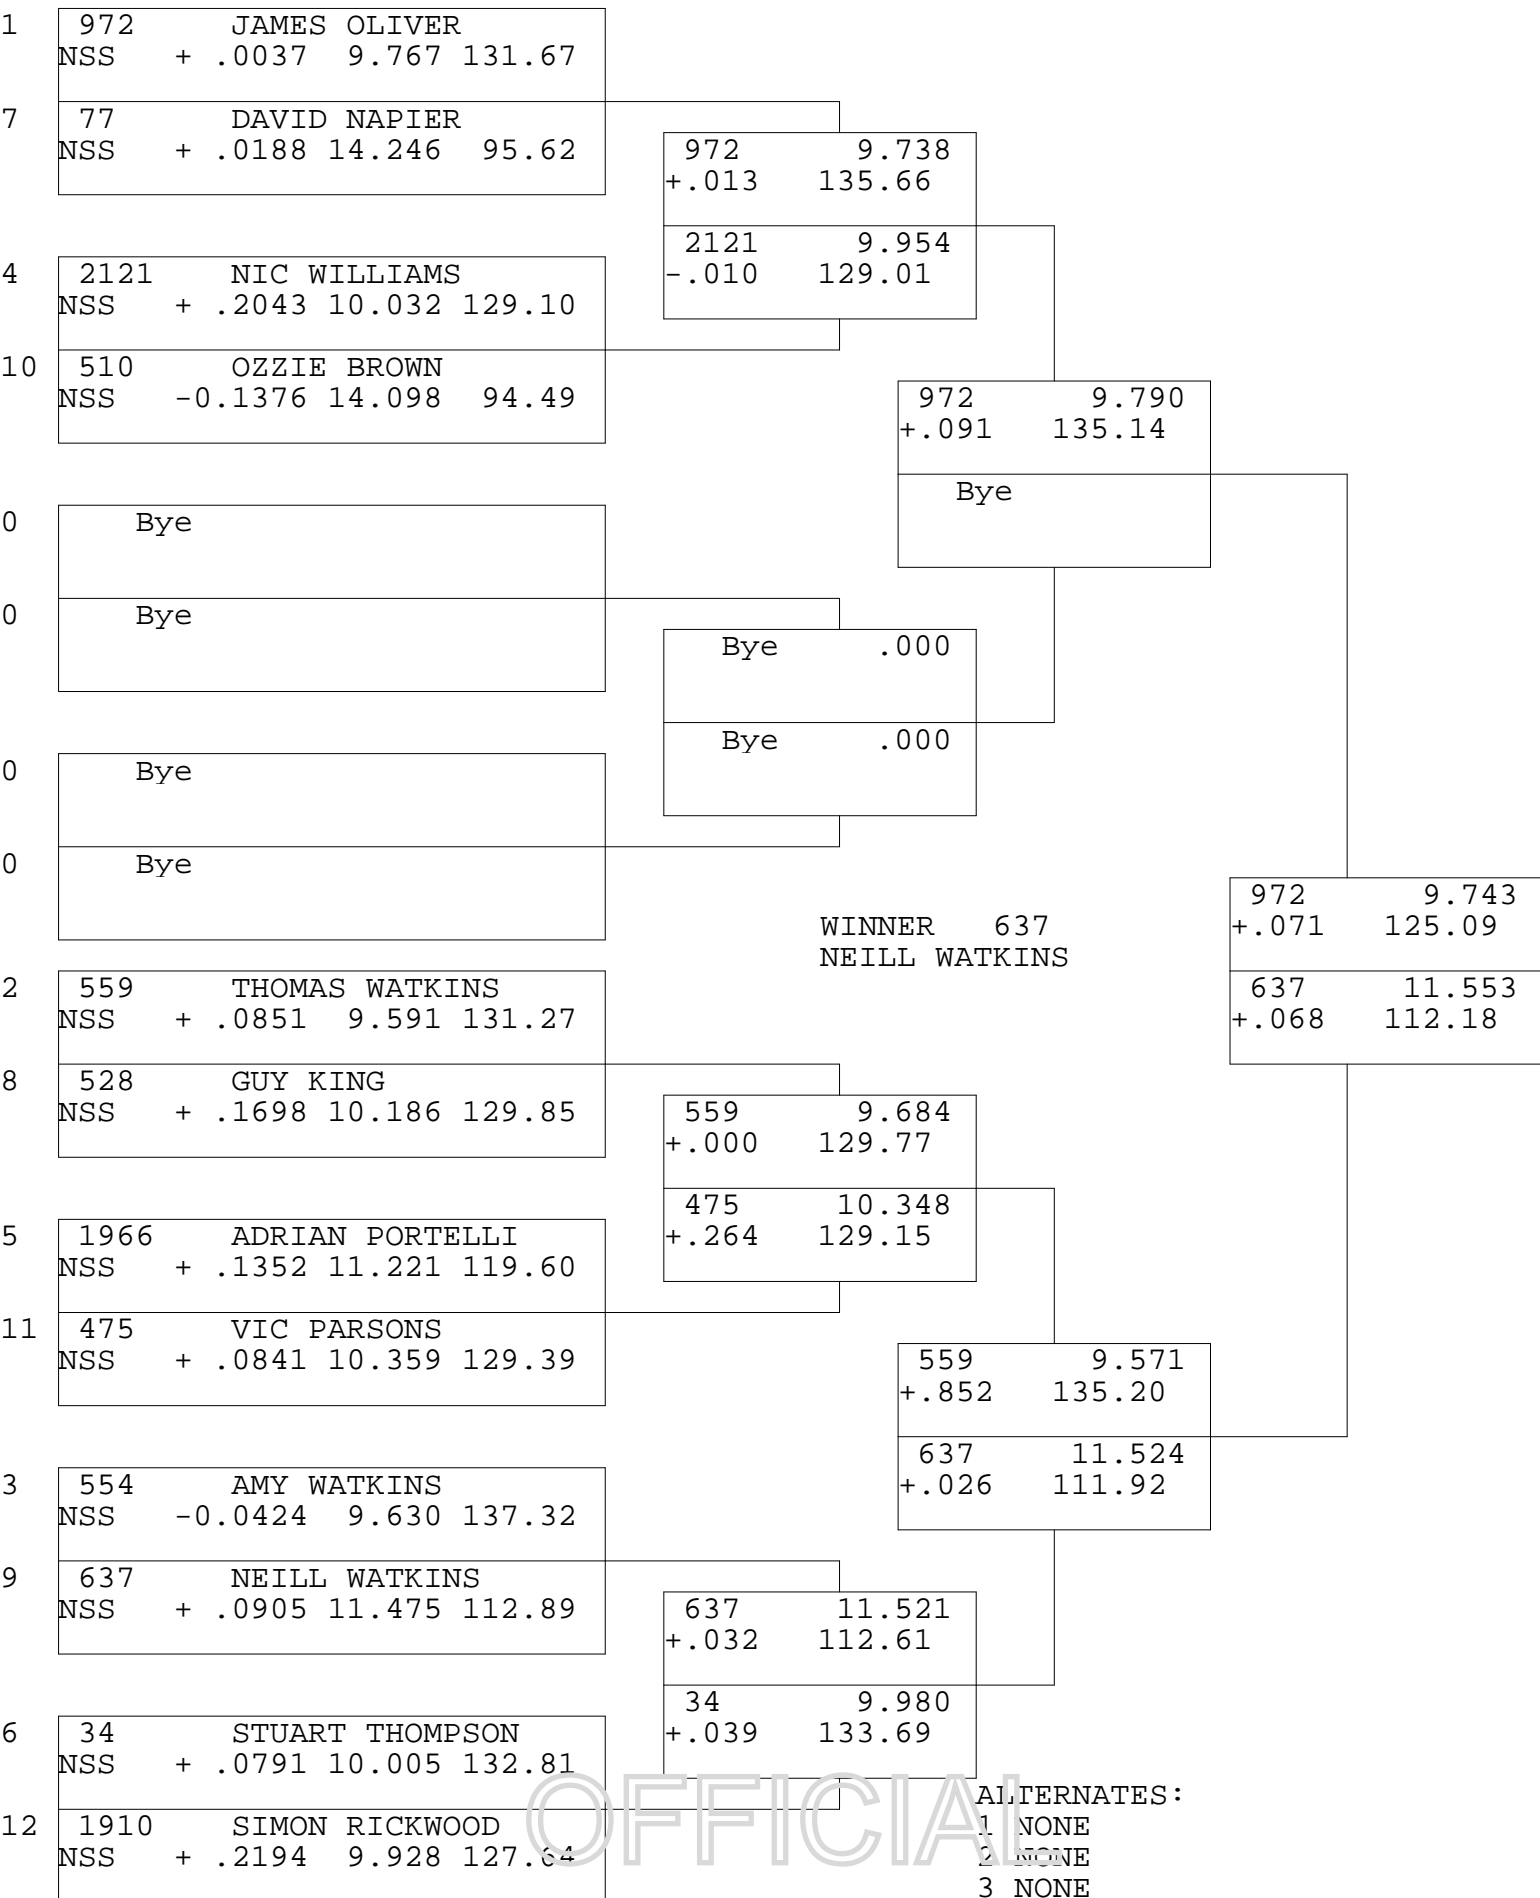 1 972 JAMES OLIVER
NSS + .0037 9.767 131.67
7 77 DAVID NAPIER
NSS + .0188 14.246 95.62
972 9.738
+.013 135.66
2121 9.954
-.010 129.01
4 2121 NIC WILLIAMS
NSS + .2043 10.032 129.10
10 510 OZZIE BROWN
NSS -0.1376 14.098 94.49
972 9.790
+.091 135.14
Bye
0 Bye
0 Bye
Bye .000
Bye .000
0 Bye
0 Bye
WINNER 637
NEILL WATKINS
972 9.743
+.071 125.09
637 11.553
+.068 112.18
2 559 THOMAS WATKINS
NSS + .0851 9.591 131.27
8 528 GUY KING
NSS + .1698 10.186 129.85
559 9.684
+.000 129.77
475 10.348
+.264 129.15
5 1966 ADRIAN PORTELLI
NSS + .1352 11.221 119.60
11 475 VIC PARSONS
NSS + .0841 10.359 129.39
559 9.571
+.852 135.20
637 11.524
+.026 111.92
3 554 AMY WATKINS
NSS -0.0424 9.630 137.32
9 637 NEILL WATKINS
NSS + .0905 11.475 112.89
637 11.521
+.032 112.61
34 9.980
+.039 133.69
6 34 STUART THOMPSON
NSS + .0791 10.005 132.81
12 1910 SIMON RICKWOOD
NSS + .2194 9.928 127.64
OFFICIAL
ALTERNATES:
1 NONE
2 NONE
3 NONE